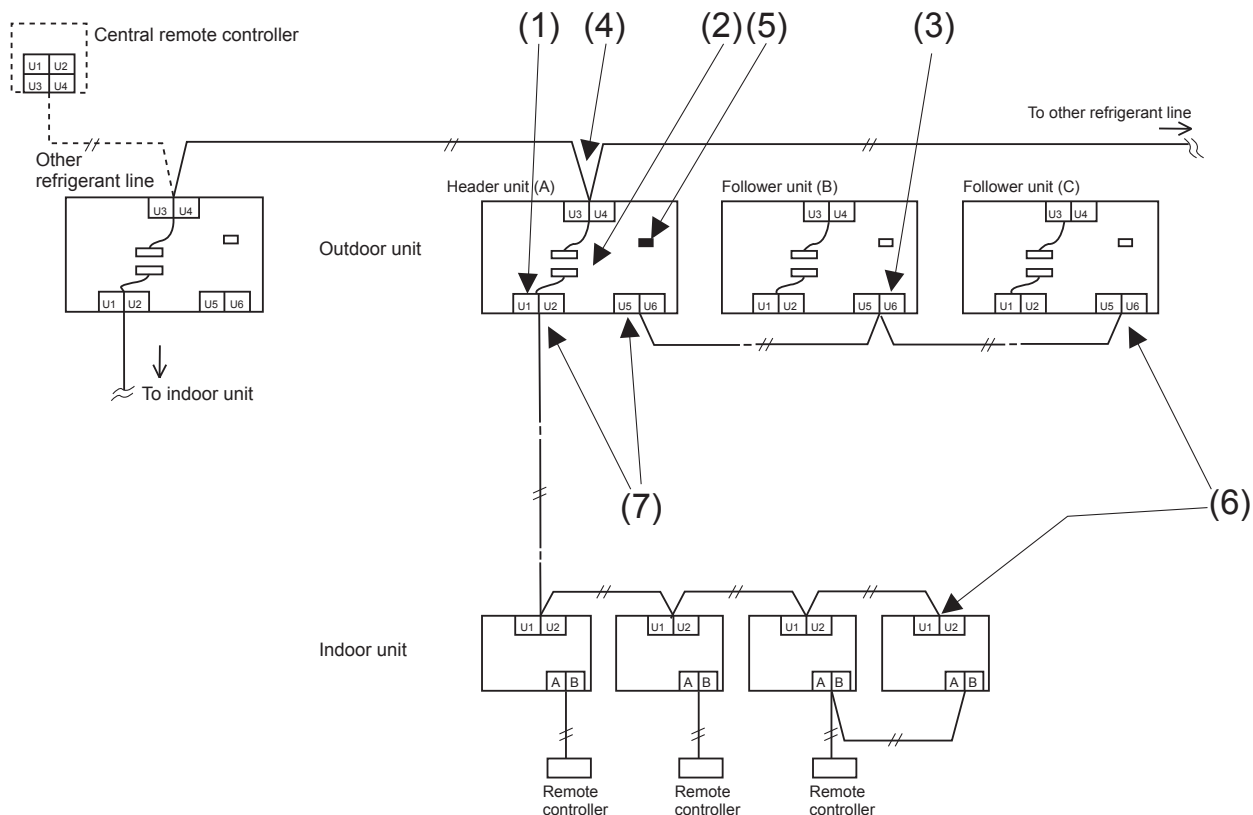 (1) (4) (2) (5) (3)
Central remote controller
U1 U2
U3 U4
To other refrigerant line
Other
refrigerant line
Header unit (A) Follower unit (B) Follower unit (C)
U3 U4 U3 U4 U3 U4 U3 U4
Outdoor unit
U1 U2 U5 U6 U1 U2 U5 U6 U1 U2 U5 U6 U1 U2 U5 U6
To indoor unit
(7) (6)
U1 U2 U1 U2 U1 U2 U1 U2
Indoor unit
A B A B A B A B
Remote
controller
Remote
controller
Remote
controller